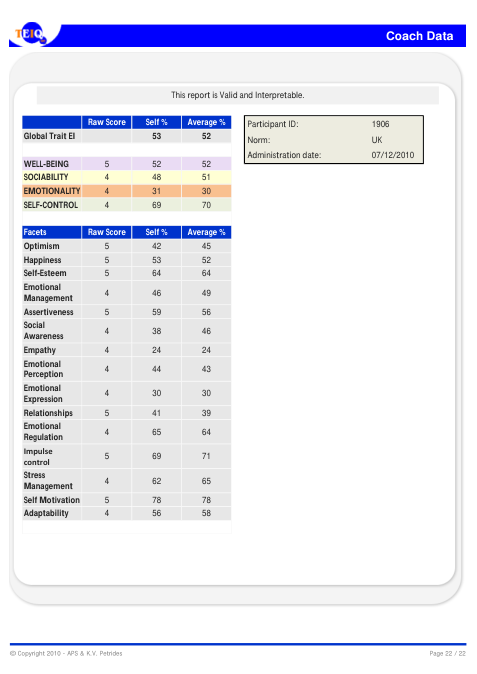 TEIQ
Coach Data
This report is Valid and Interpretable.
Raw Score Self % Average %
Global Trait EI 53 52
WELL-BEING 5 52 52
SOCIABILITY 4 48 51
EMOTIONALITY 4 31 30
SELF-CONTROL 4 69 70
Participant ID: 1906
Norm: UK
Administration date: 07/12/2010
Facets Raw Score Self % Average %
Optimism 5 42 45
Happiness 5 53 52
Self-Esteem 5 64 64
Emotional
Management 4 46 49
Assertiveness 5 59 56
Social
Awareness 4 38 46
Empathy 4 24 24
Emotional
Perception 4 44 43
Emotional
Expression 4 30 30
Relationships 5 41 39
Emotional
Regulation 4 65 64
Impulse
control 5 69 71
Stress
Management 4 62 65
Self Motivation 5 78 78
Adaptability 4 56 58
© Copyright 2010 - APS & K.V. Petrides
Page 22 / 22